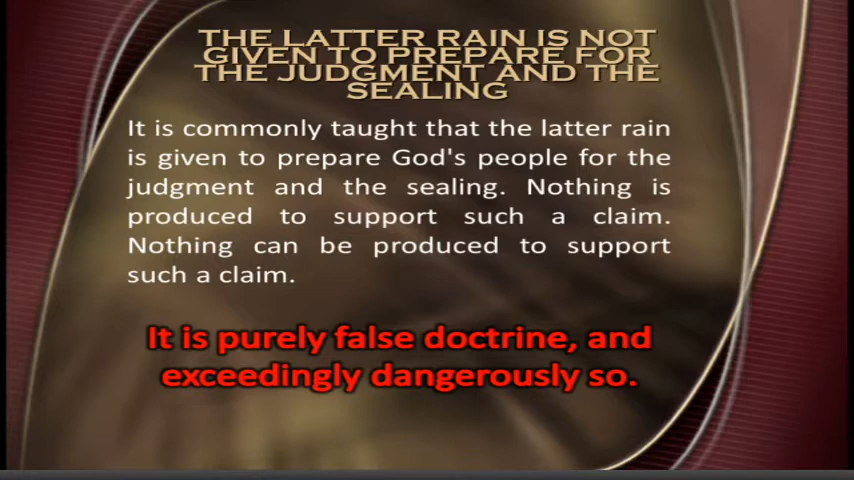 THE LATTER RAIN IS NOT
GIVEN TO PREPARE FOR
THE JUDGMENT AND THE
SEALING
It is commonly taught that the latter rain
is given to prepare God's people for the
judgment and the sealing. Nothing is
produced to support such a claim.
Nothing can be produced to support
such a claim.
It is purely false doctrine, and
exceedingly dangerously so.